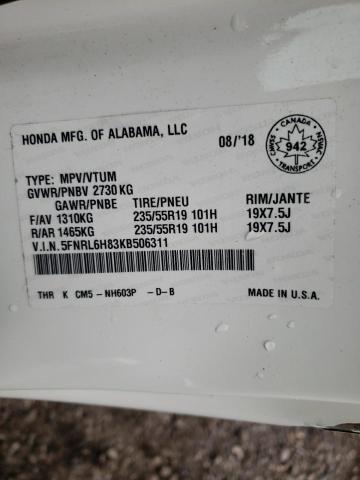 HONDA MFG. OF ALABAMA, LLC 08/'18
CANADA
CMVSS 942 NSVAC
TYPE: MPV/VTUM
GVWR/PNBV 2730 KG
GAWR/PNBE TIRE/PNEU RIM/JANTE
F/AV 1310KG 235/55R19 101H 19X7.5J
R/AR 1465KG 235/55R19 101H 19X7.5J
V.I.N. 5FNRL6H83KB506311
THR K CM5 -NH603P -D-B MADE IN U.S.A.